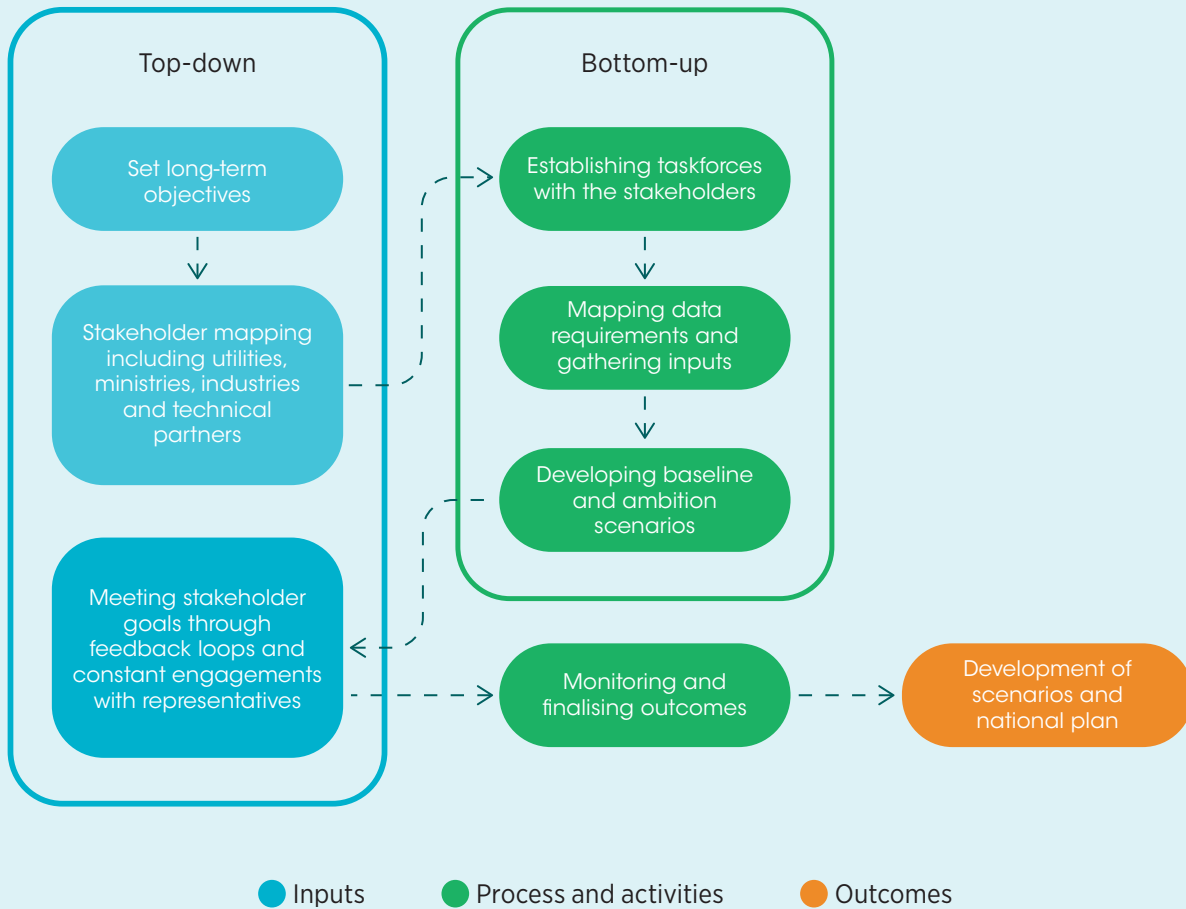 Top-down
Set long-term
objectives
Stakeholder mapping
including utilities,
ministries, industries
and technical
partners
Meeting stakeholder
goals through
feedback loops and
constant engagements
with representatives
Bottom-up
Establishing taskforces
with the stakeholders
Mapping data
requirements and
gathering inputs
Developing baseline
and ambition
scenarios
Monitoring and
finalising outcomes
Development of
scenarios and
national plan
Inputs
Process and activities
Outcomes